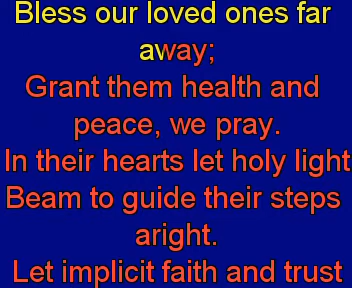 Bless our loved ones far
away;
Grant them health and
peace, we pray.
In their hearts let holy light
Beam to guide their steps
aright.
Let implicit faith and trust